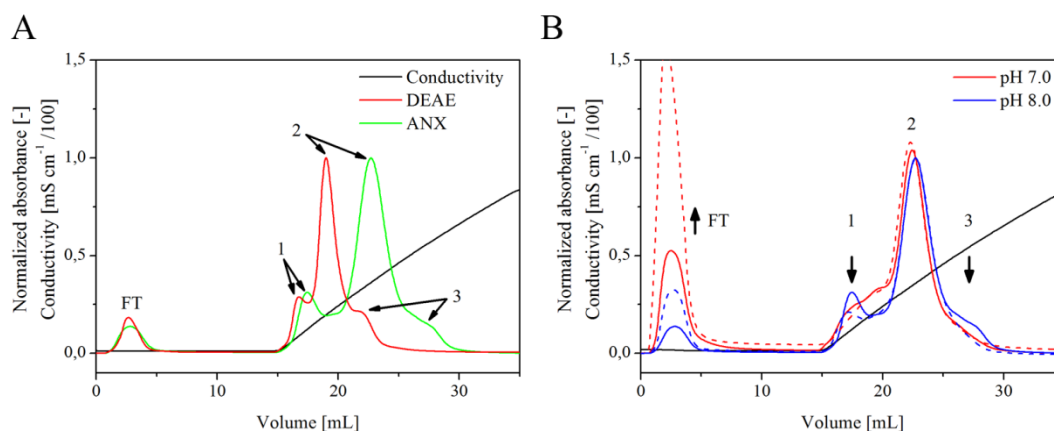 A
B
1,5
1,0
0,5
0,0
Normalized absorbance [-]
Conductivity [mS cm⁻¹ /100]
Conductivity
DEAE
ANX
FT
1
2
3
0
10
20
30
Volume [mL]
1,5
1,0
0,5
0,0
Normalized absorbance [-]
Conductivity [mS cm⁻¹ /100]
pH 7.0
pH 8.0
FT
1
2
3
0
10
20
30
Volume [mL]